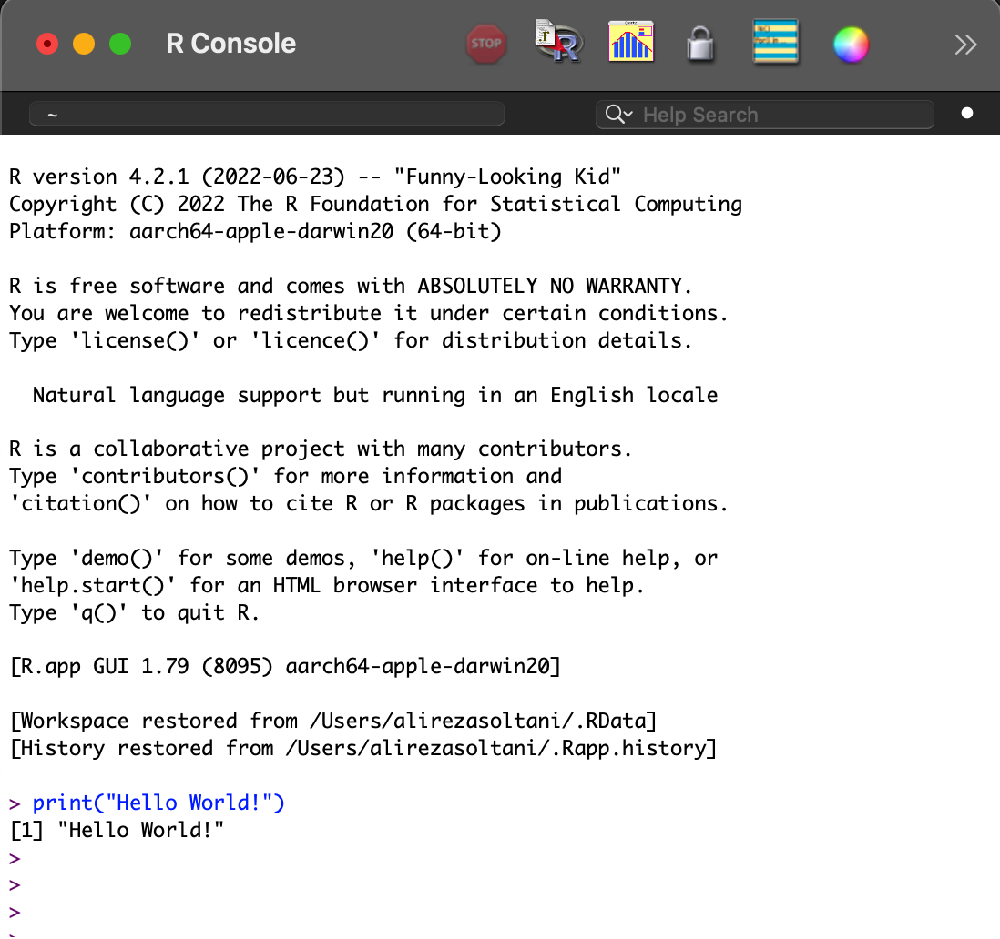 R Console
STOP
~
Help Search
R version 4.2.1 (2022-06-23) -- "Funny-Looking Kid"
Copyright (C) 2022 The R Foundation for Statistical Computing
Platform: aarch64-apple-darwin20 (64-bit)
R is free software and comes with ABSOLUTELY NO WARRANTY.
You are welcome to redistribute it under certain conditions.
Type 'license()' or 'licence()' for distribution details.
Natural language support but running in an English locale
R is a collaborative project with many contributors.
Type 'contributors()' for more information and
'citation()' on how to cite R or R packages in publications.
Type 'demo()' for some demos, 'help()' for on-line help, or
'help.start()' for an HTML browser interface to help.
Type 'q()' to quit R.
[R.app GUI 1.79 (8095) aarch64-apple-darwin20]
[Workspace restored from /Users/alirezasoltani/.RData]
[History restored from /Users/alirezasoltani/.Rapp.history]
> print("Hello World!")
[1] "Hello World!"
>
>
>
>